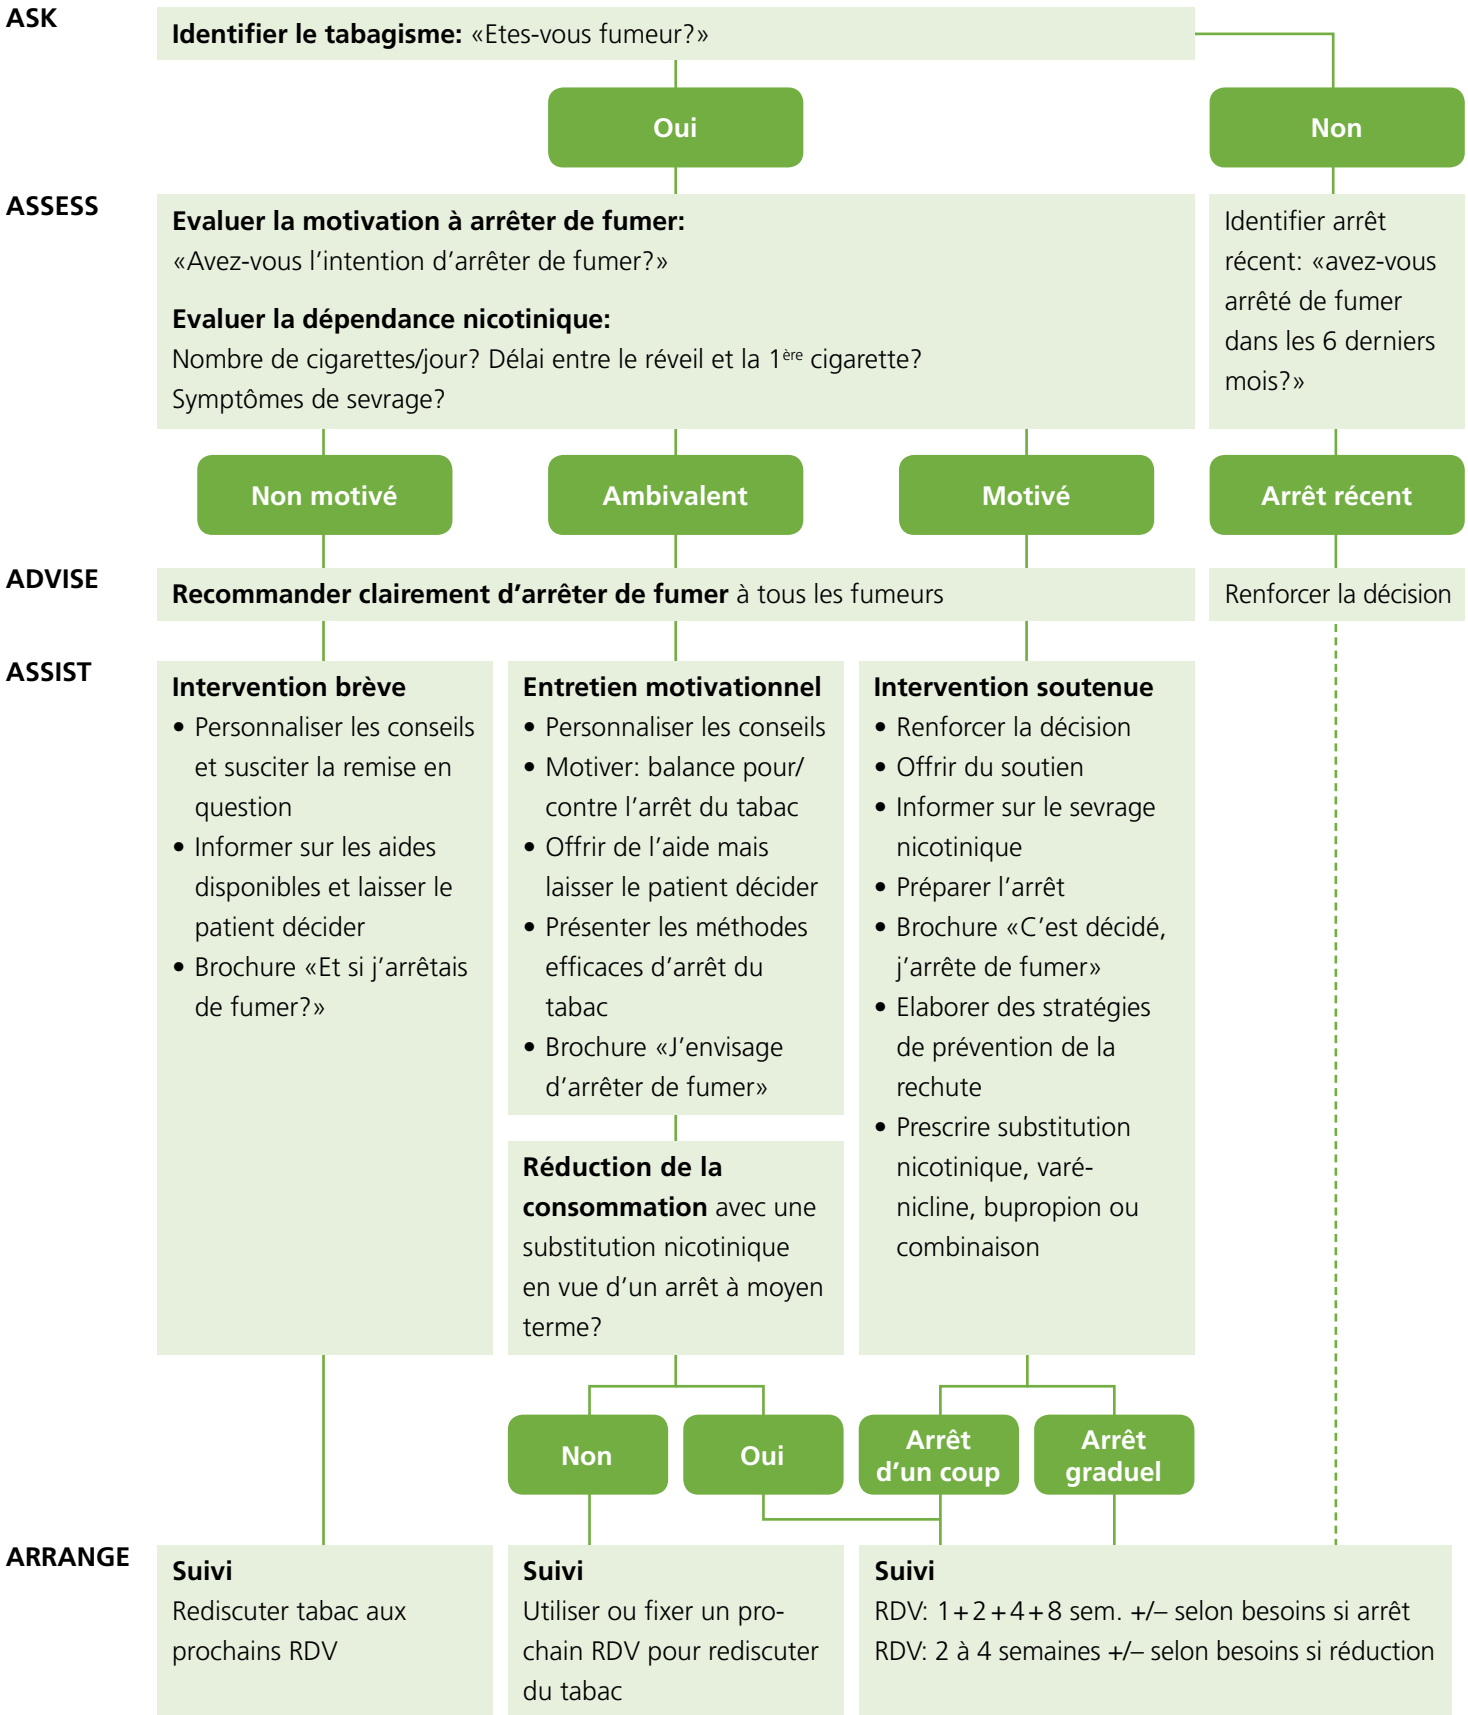 ASK
Identifier le tabagisme: «Etes-vous fumeur?»
Oui
Non
ASSESS
Evaluer la motivation à arrêter de fumer:
«Avez-vous l'intention d'arrêter de fumer?»
Evaluer la dépendance nicotinique:
Nombre de cigarettes/jour? Délai entre le réveil et la 1ère cigarette?
Symptômes de sevrage?
Identifier arrêt
récent: «avez-vous
arrêté de fumer
dans les 6 derniers
mois?»
Non motivé
Ambivalent
Motivé
Arrêt récent
ADVISE
Recommander clairement d'arrêter de fumer à tous les fumeurs
Renforcer la décision
ASSIST
Intervention brève
• Personnaliser les conseils
et susciter la remise en
question
• Informer sur les aides
disponibles et laisser le
patient décider
• Brochure «Et si j'arrêtais
de fumer?»
Entretien motivationnel
• Personnaliser les conseils
• Motiver: balance pour/
contre l'arrêt du tabac
• Offrir de l'aide mais
laisser le patient décider
• Présenter les méthodes
efficaces d'arrêt du
tabac
• Brochure «J'envisage
d'arrêter de fumer»
Réduction de la
consommation avec une
substitution nicotinique
en vue d'un arrêt à moyen
terme?
Intervention soutenue
• Renforcer la décision
• Offrir du soutien
• Informer sur le sevrage
nicotinique
• Préparer l'arrêt
• Brochure «C'est décidé,
j'arrête de fumer»
• Elaborer des stratégies
de prévention de la
rechute
• Prescrire substitution
nicotinique, varé-
nicline, bupropion ou
combinaison
Non
Oui
Arrêt
d'un coup
Arrêt
graduel
ARRANGE
Suivi
Rediscuter tabac aux
prochains RDV
Suivi
Utiliser ou fixer un pro-
chain RDV pour rediscuter
du tabac
Suivi
RDV: 1+2+4+8 sem. +/– selon besoins si arrêt
RDV: 2 à 4 semaines +/– selon besoins si réduction